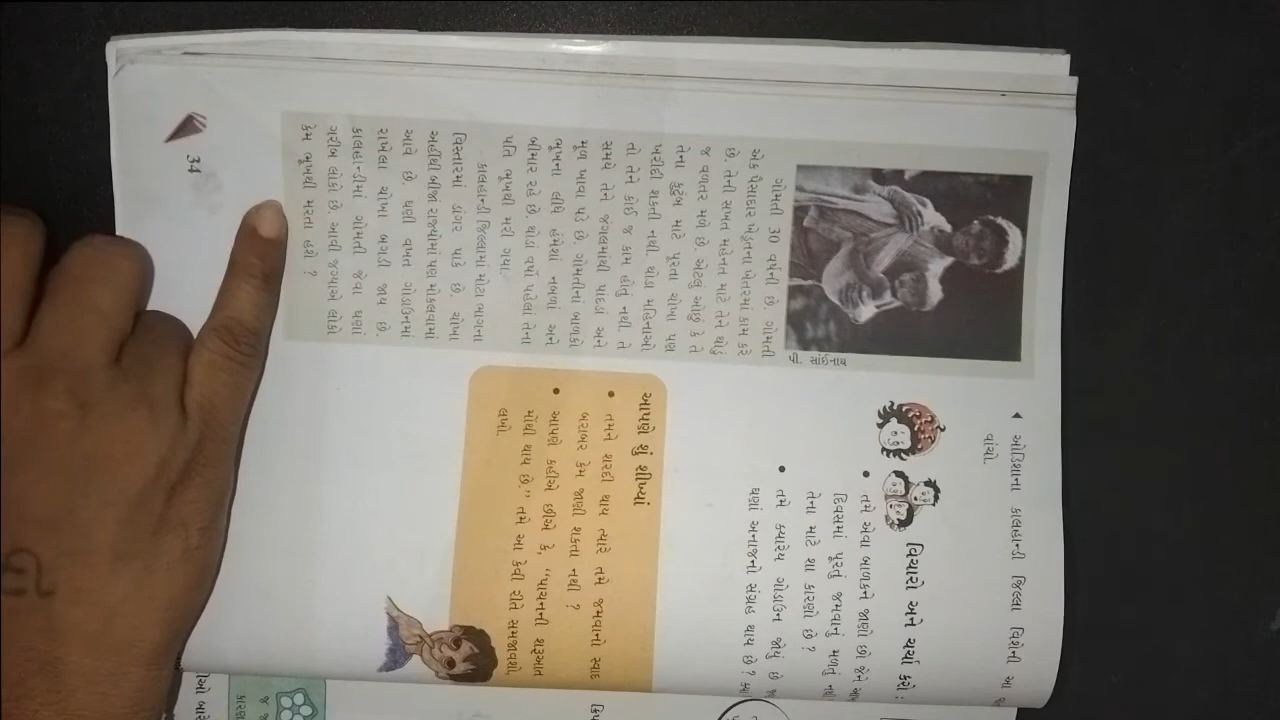 ◀ ઓડિશાના કાલહાન્ડી જિલ્લા વિશેની આ
વાંચો.
પી. સાંઈનાથ
ગોમતી 30 વર્ષની છે. ગોમતી
એક પૈસાદાર ખેડૂતના ખેતરમાં કામ કરે
છે. તેની સખત મહેનત માટે તેને થોડું
જ વળતર મળે છે એટલું ઓછું કે તે
તેના કુટુંબ માટે પૂરતા ચોખા પણ
ખરીદી શકતી નથી. થોડા મહિનાઓ
તો તેને કોઈ જ કામ હોતું નથી. તે
સમયે તેને જંગલમાંથી પાંદડાં અને
મૂળ ખાવા પડે છે. ગોમતીનાં બાળકો
ભૂખના લીધે હંમેશાં નબળાં અને
બીમાર રહે છે. થોડાં વર્ષો પહેલાં તેના
પતિ ભૂખથી મરી ગયા.
કાલહાન્ડી જિલ્લામાં મોટા ભાગના
વિસ્તારમાં ડાંગર પાકે છે. ચોખા
અહીંથી બીજાં રાજ્યોમાં પણ મોકલવામાં
આવે છે. ઘણી વખત ગોડાઉનમાં
રાખેલા ચોખા બગડી જાય છે.
કાલહાન્ડીમાં ગોમતી જેવા ઘણાં
ગરીબ લોકો છે. આવી જગ્યાએ લોકો
કેમ ભૂખથી મરતા હશે ?
વિચારો અને ચર્ચા કરો :
• તમે એવા બાળકને જાણો છો જેને
દિવસમાં પૂરતું જમવાનું મળતું
તેના માટે શા કારણો છે ?
• તમે ક્યારેય ગોડાઉન જોયું છે
ઘણાં અનાજનો સંગ્રહ થાય છે ?
આપણે શું શીખ્યાં
• તમને શરદી થાય ત્યારે તમે જમવાનો સ્વાદ
બરાબર કેમ જાણી શકતા નથી ?
• આપણે કહીએ છીએ કે, “પાચનની શરૂઆત
મોંથી થાય છે.” તમે આ કેવી રીતે સમજાવશો,
લખો.
34